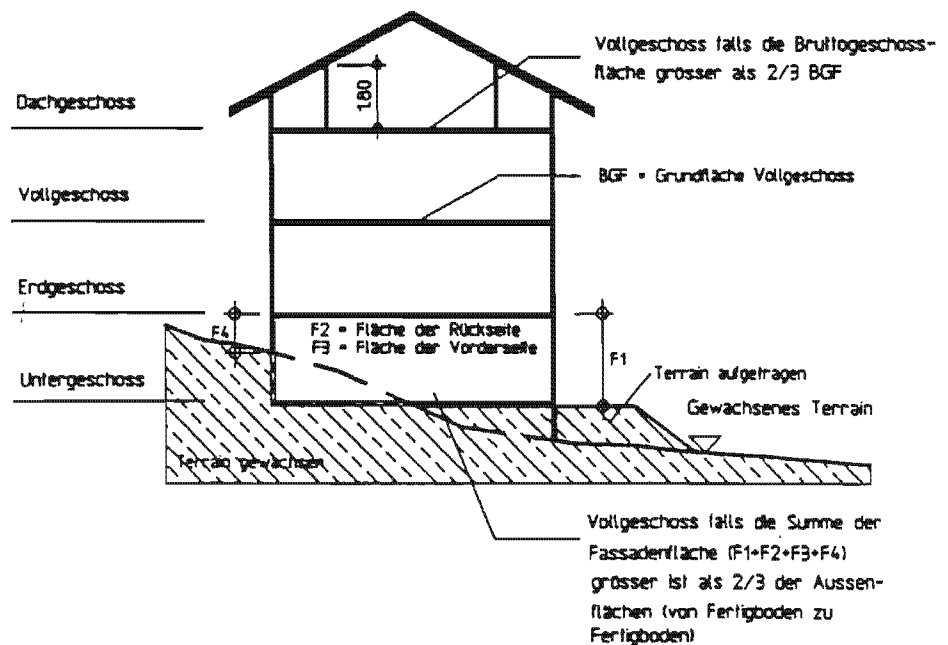 Vollgeschoss falls die Bruttogeschoss-
fläche grösser als 2/3 BGF
1.80
Dachgeschoss
BGF = Grundfläche Vollgeschoss
Vollgeschoss
Erdgeschoss
F4
F2 = Fläche der Rückseite
F3 = Fläche der Vorderseite
F1
Untergeschoss
Terrain aufgetragen
Gewachsenes Terrain
Terrain gewachsen
Vollgeschoss falls die Summe der
Fassadenfläche (F1+F2+F3+F4)
grösser ist als 2/3 der Aussen-
flächen (von Fertigboden zu
Fertigboden)